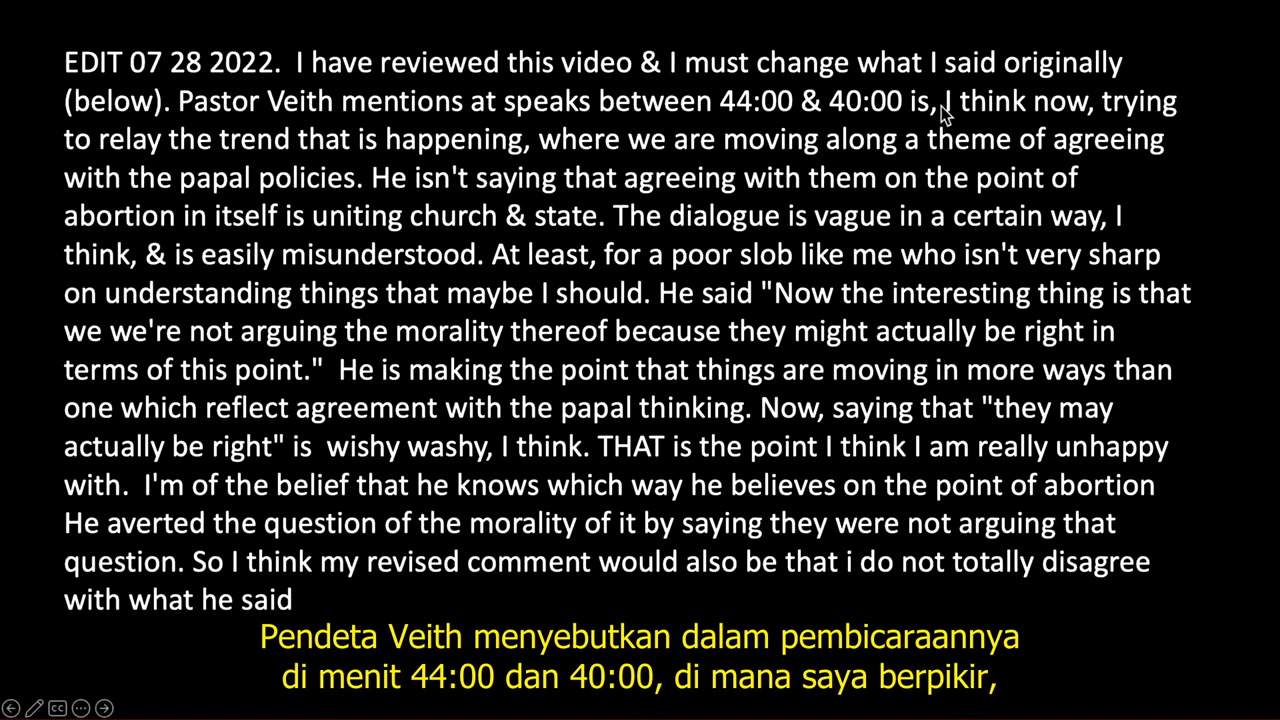 EDIT 07 28 2022.  I have reviewed this video & I must change what I said originally
(below). Pastor Veith mentions at speaks between 44:00 & 40:00 is, I think now, trying
to relay the trend that is happening, where we are moving along a theme of agreeing
with the papal policies. He isn't saying that agreeing with them on the point of
abortion in itself is uniting church & state. The dialogue is vague in a certain way, I
think, & is easily misunderstood. At least, for a poor slob like me who isn't very sharp
on understanding things that maybe I should. He said "Now the interesting thing is that
we we're not arguing the morality thereof because they might actually be right in
terms of this point."  He is making the point that things are moving in more ways than
one which reflect agreement with the papal thinking. Now, saying that "they may
actually be right" is  wishy washy, I think. THAT is the point I think I am really unhappy
with.  I'm of the belief that he knows which way he believes on the point of abortion
He averted the question of the morality of it by saying they were not arguing that
question. So I think my revised comment would also be that i do not totally disagree
with what he said
Pendeta Veith menyebutkan dalam pembicaraannya
di menit 44:00 dan 40:00, di mana saya berpikir,
CC